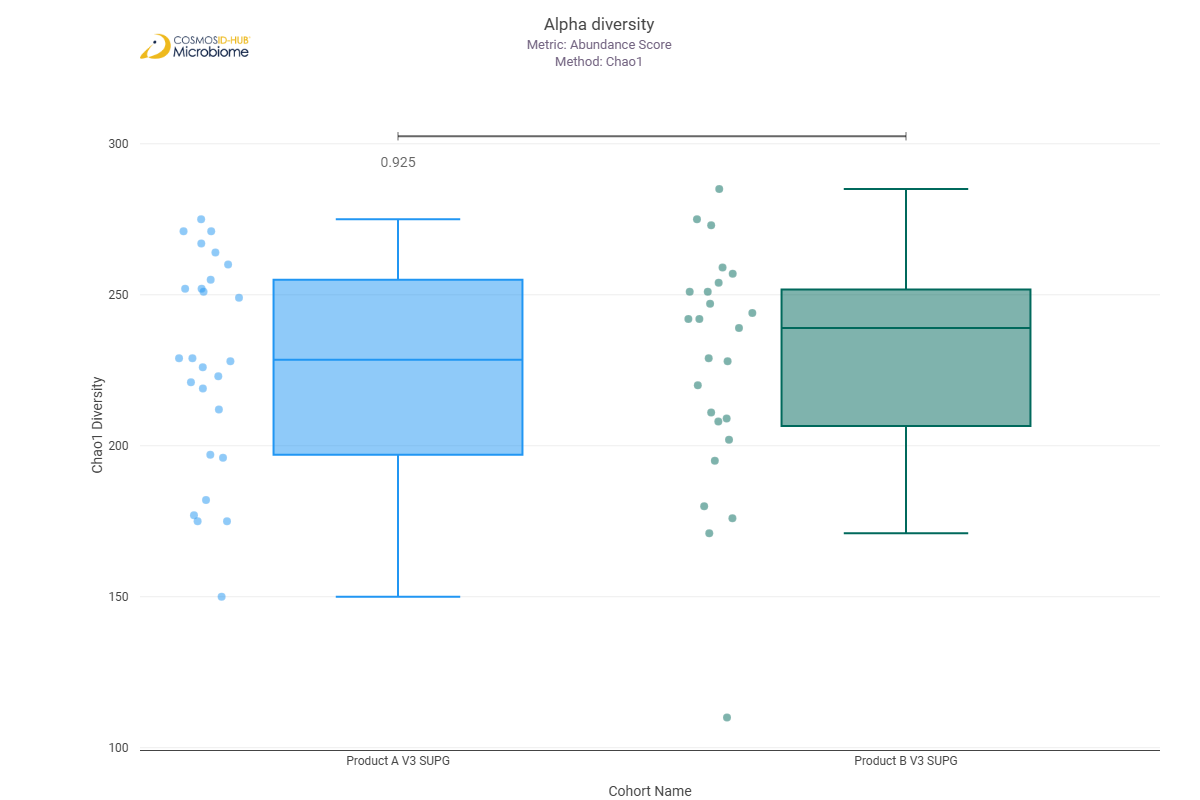 Alpha diversity
Metric: Abundance Score
Method: Chao1
COSMOSID-HUB
Microbiome
300
0.925
250
200
150
100
Chao1 Diversity
Product A V3 SUPG
Product B V3 SUPG
Cohort Name